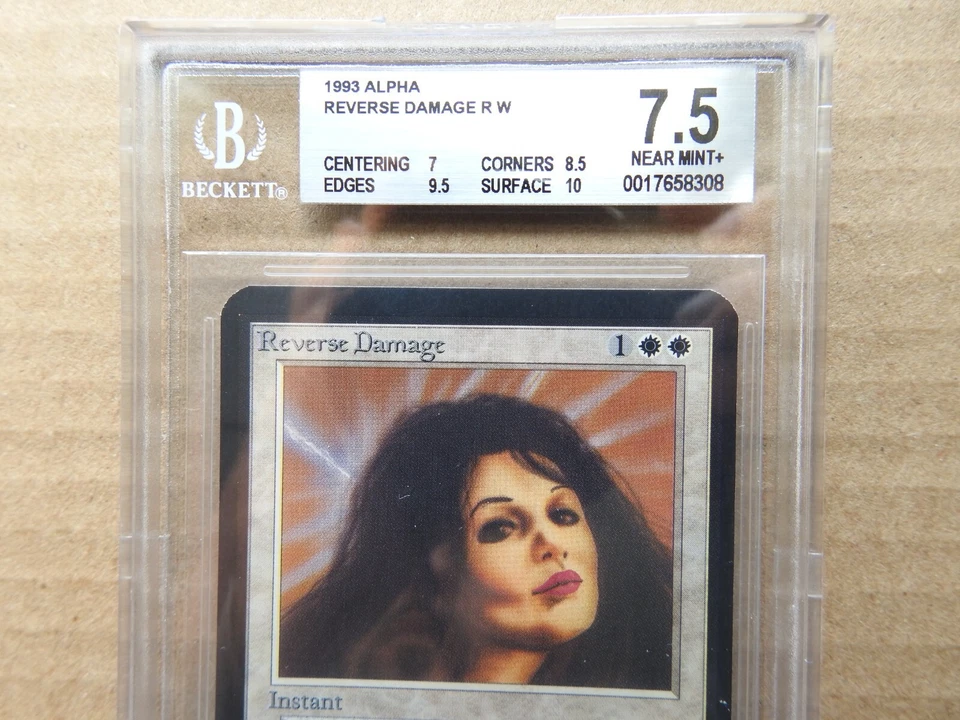 1993 ALPHA
REVERSE DAMAGE R W
7.5
NEAR MINT+
CENTERING 7 CORNERS 8.5
EDGES 9.5 SURFACE 10
0017658308
B
BECKETT®
Reverse Damage 1
Instant